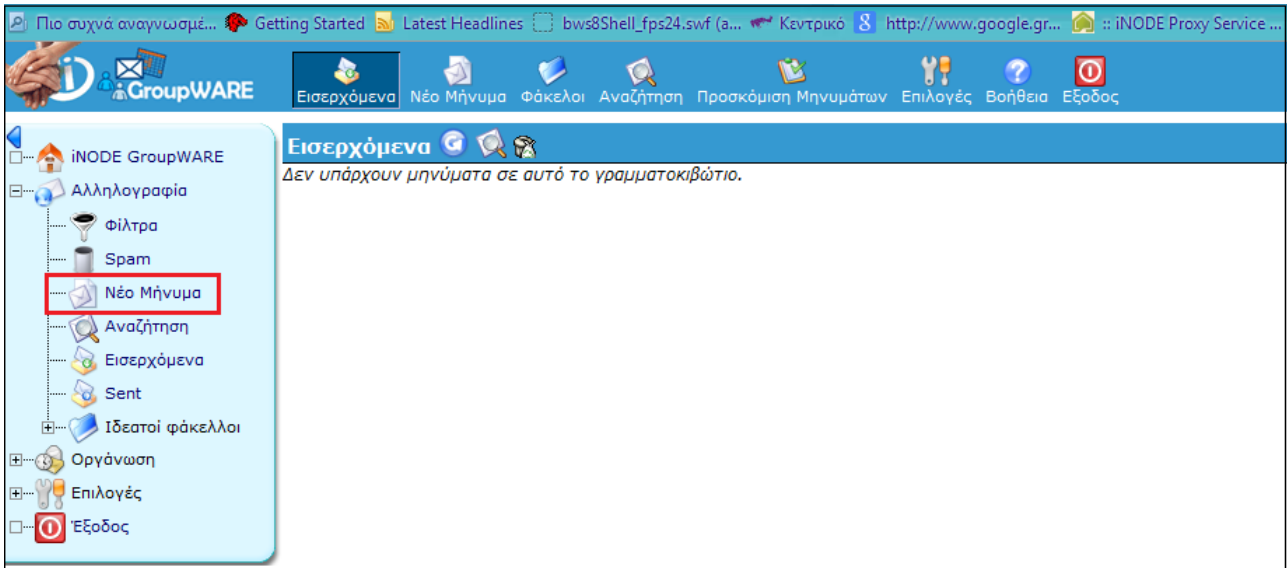 Πιο συχνά αναγνωσμέ... Getting Started Latest Headlines bws8Shell_fps24.swf (a... Κεντρικό http://www.google.gr... :: iNODE Proxy Service ...
iD GroupWARE
Εισερχόμενα Νέο Μήνυμα Φάκελοι Αναζήτηση Προσκόμιση Μηνυμάτων Επιλογές Βοήθεια Εξοδος
Εισερχόμενα
Δεν υπάρχουν μηνύματα σε αυτό το γραμματοκιβώτιο.
iNODE GroupWARE
Αλληλογραφία
Φίλτρα
Spam
Νέο Μήνυμα
Αναζήτηση
Εισερχόμενα
Sent
Ιδεατοί φάκελλοι
Οργάνωση
Επιλογές
Έξοδος